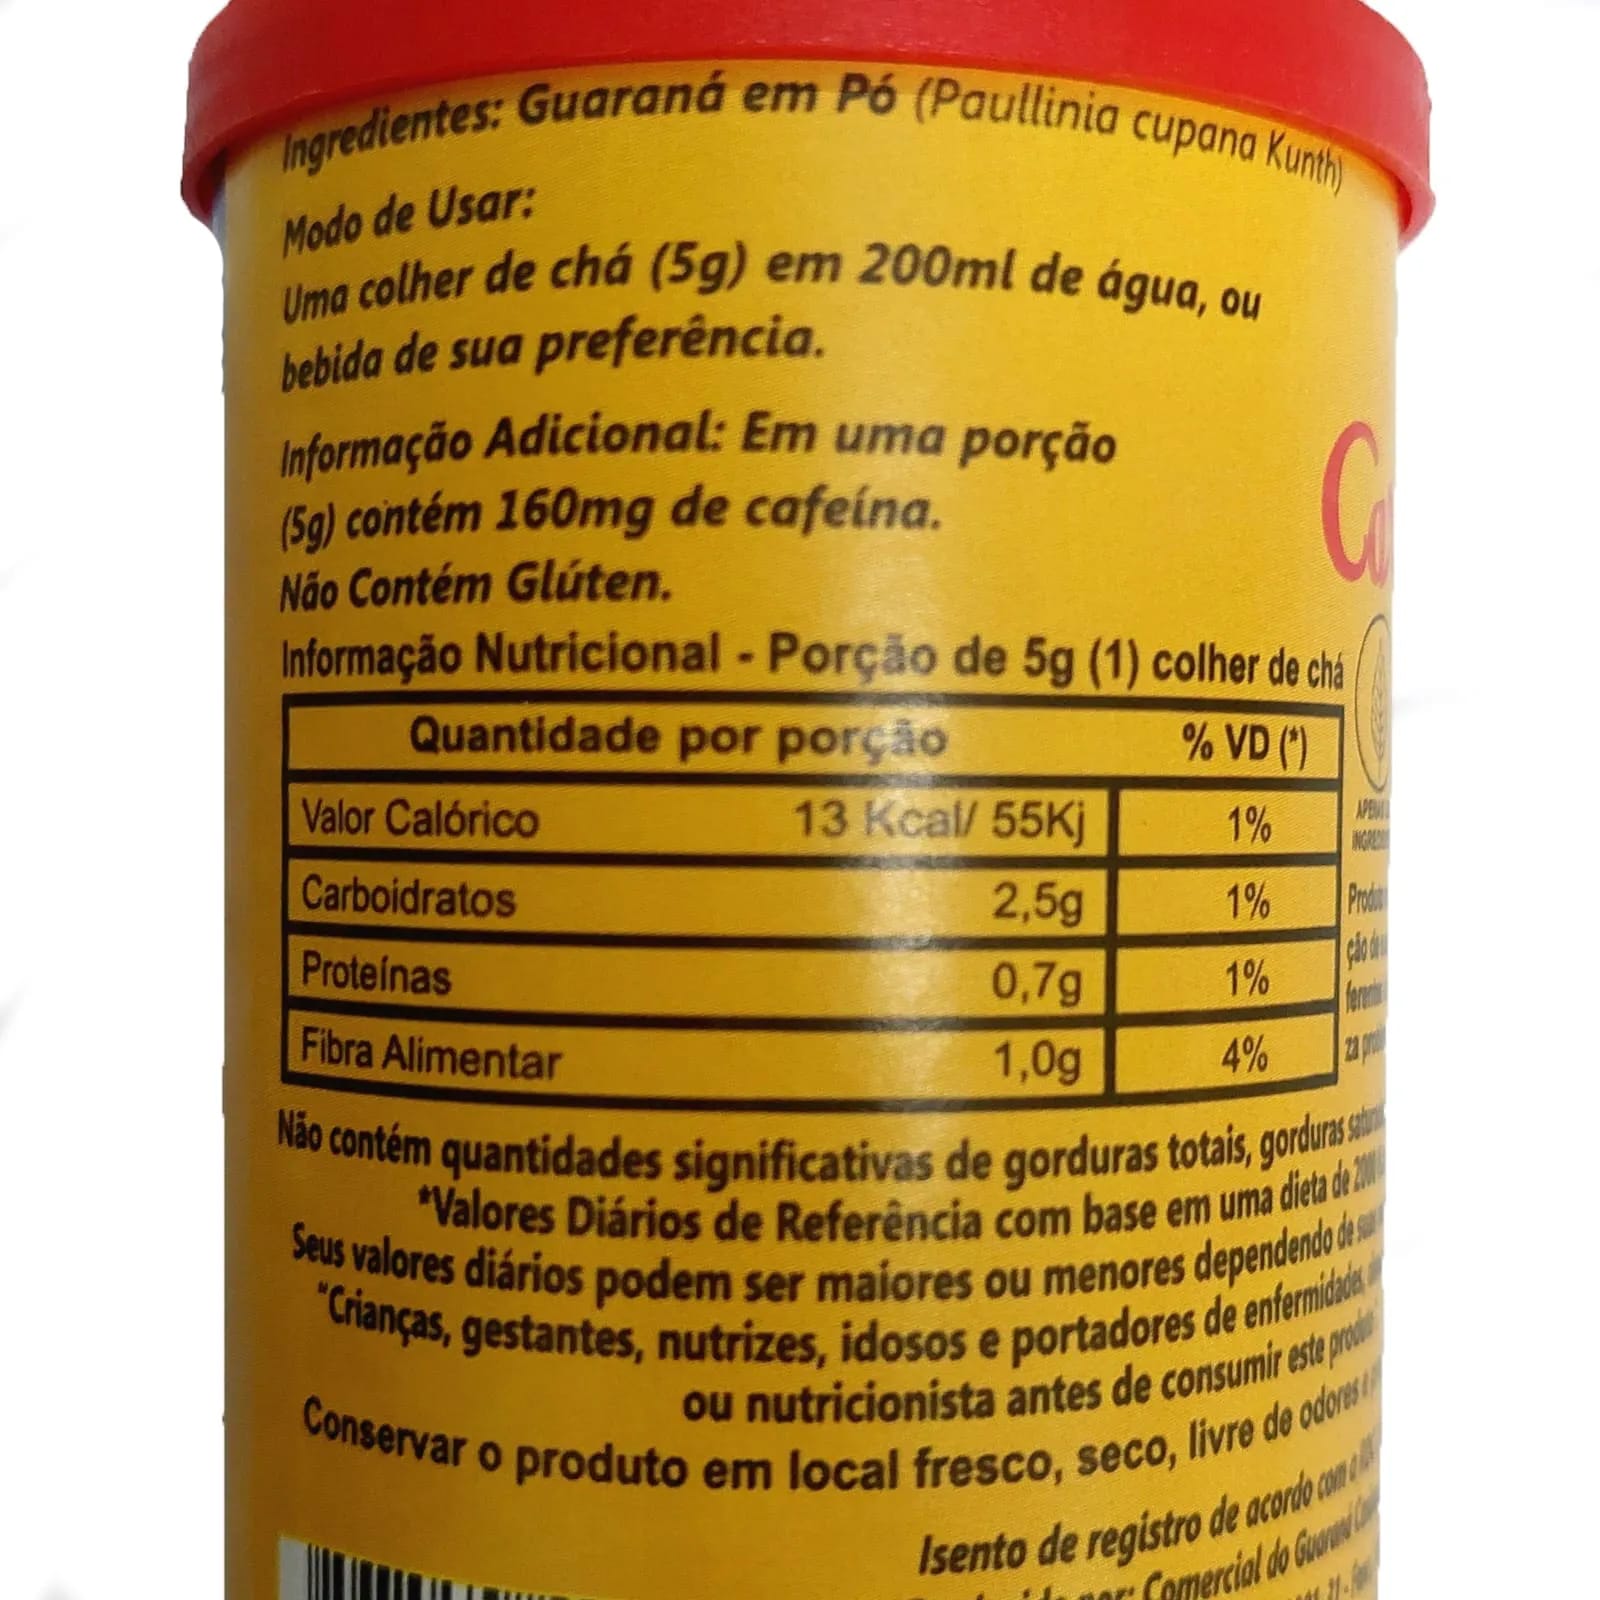 Ingredientes: Guaraná em Pó (Paullinia cupana Kunth)
Modo de Usar:
Uma colher de chá (5g) em 200ml de água, ou
bebida de sua preferência.
Informação Adicional: Em uma porção
(5g) contém 160mg de cafeína.
Não Contém Glúten.
Informação Nutricional - Porção de 5g (1) colher de chá
Quantidade por porção % VD (*)
Valor Calórico 13 Kcal/ 55Kj 1%
Carboidratos 2,5g 1%
Proteínas 0,7g 1%
Fibra Alimentar 1,0g 4%
Não contém quantidades significativas de gorduras totais, gorduras
*Valores Diários de Referência com base em uma dieta de
Seus valores diários podem ser maiores ou menores dependendo de
"Crianças, gestantes, nutrizes, idosos e portadores de enfermidades,
ou nutricionista antes de consumir este produto
Conservar o produto em local fresco, seco, livre de odores e
Isento de registro de acordo com a
por: Comercial do Guaraná